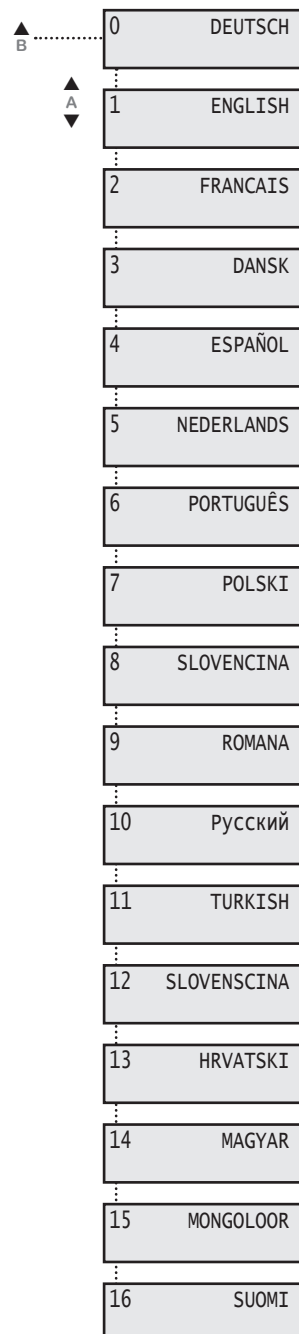 0 DEUTSCH
B
A
1 ENGLISH
2 FRANCAIS
3 DANSK
4 ESPAÑOL
5 NEDERLANDS
6 PORTUGUÊS
7 POLSKI
8 SLOVENCINA
9 ROMANA
10 Русский
11 TURKISH
12 SLOVENSCINA
13 HRVATSKI
14 MAGYAR
15 MONGOLOOR
16 SUOMI